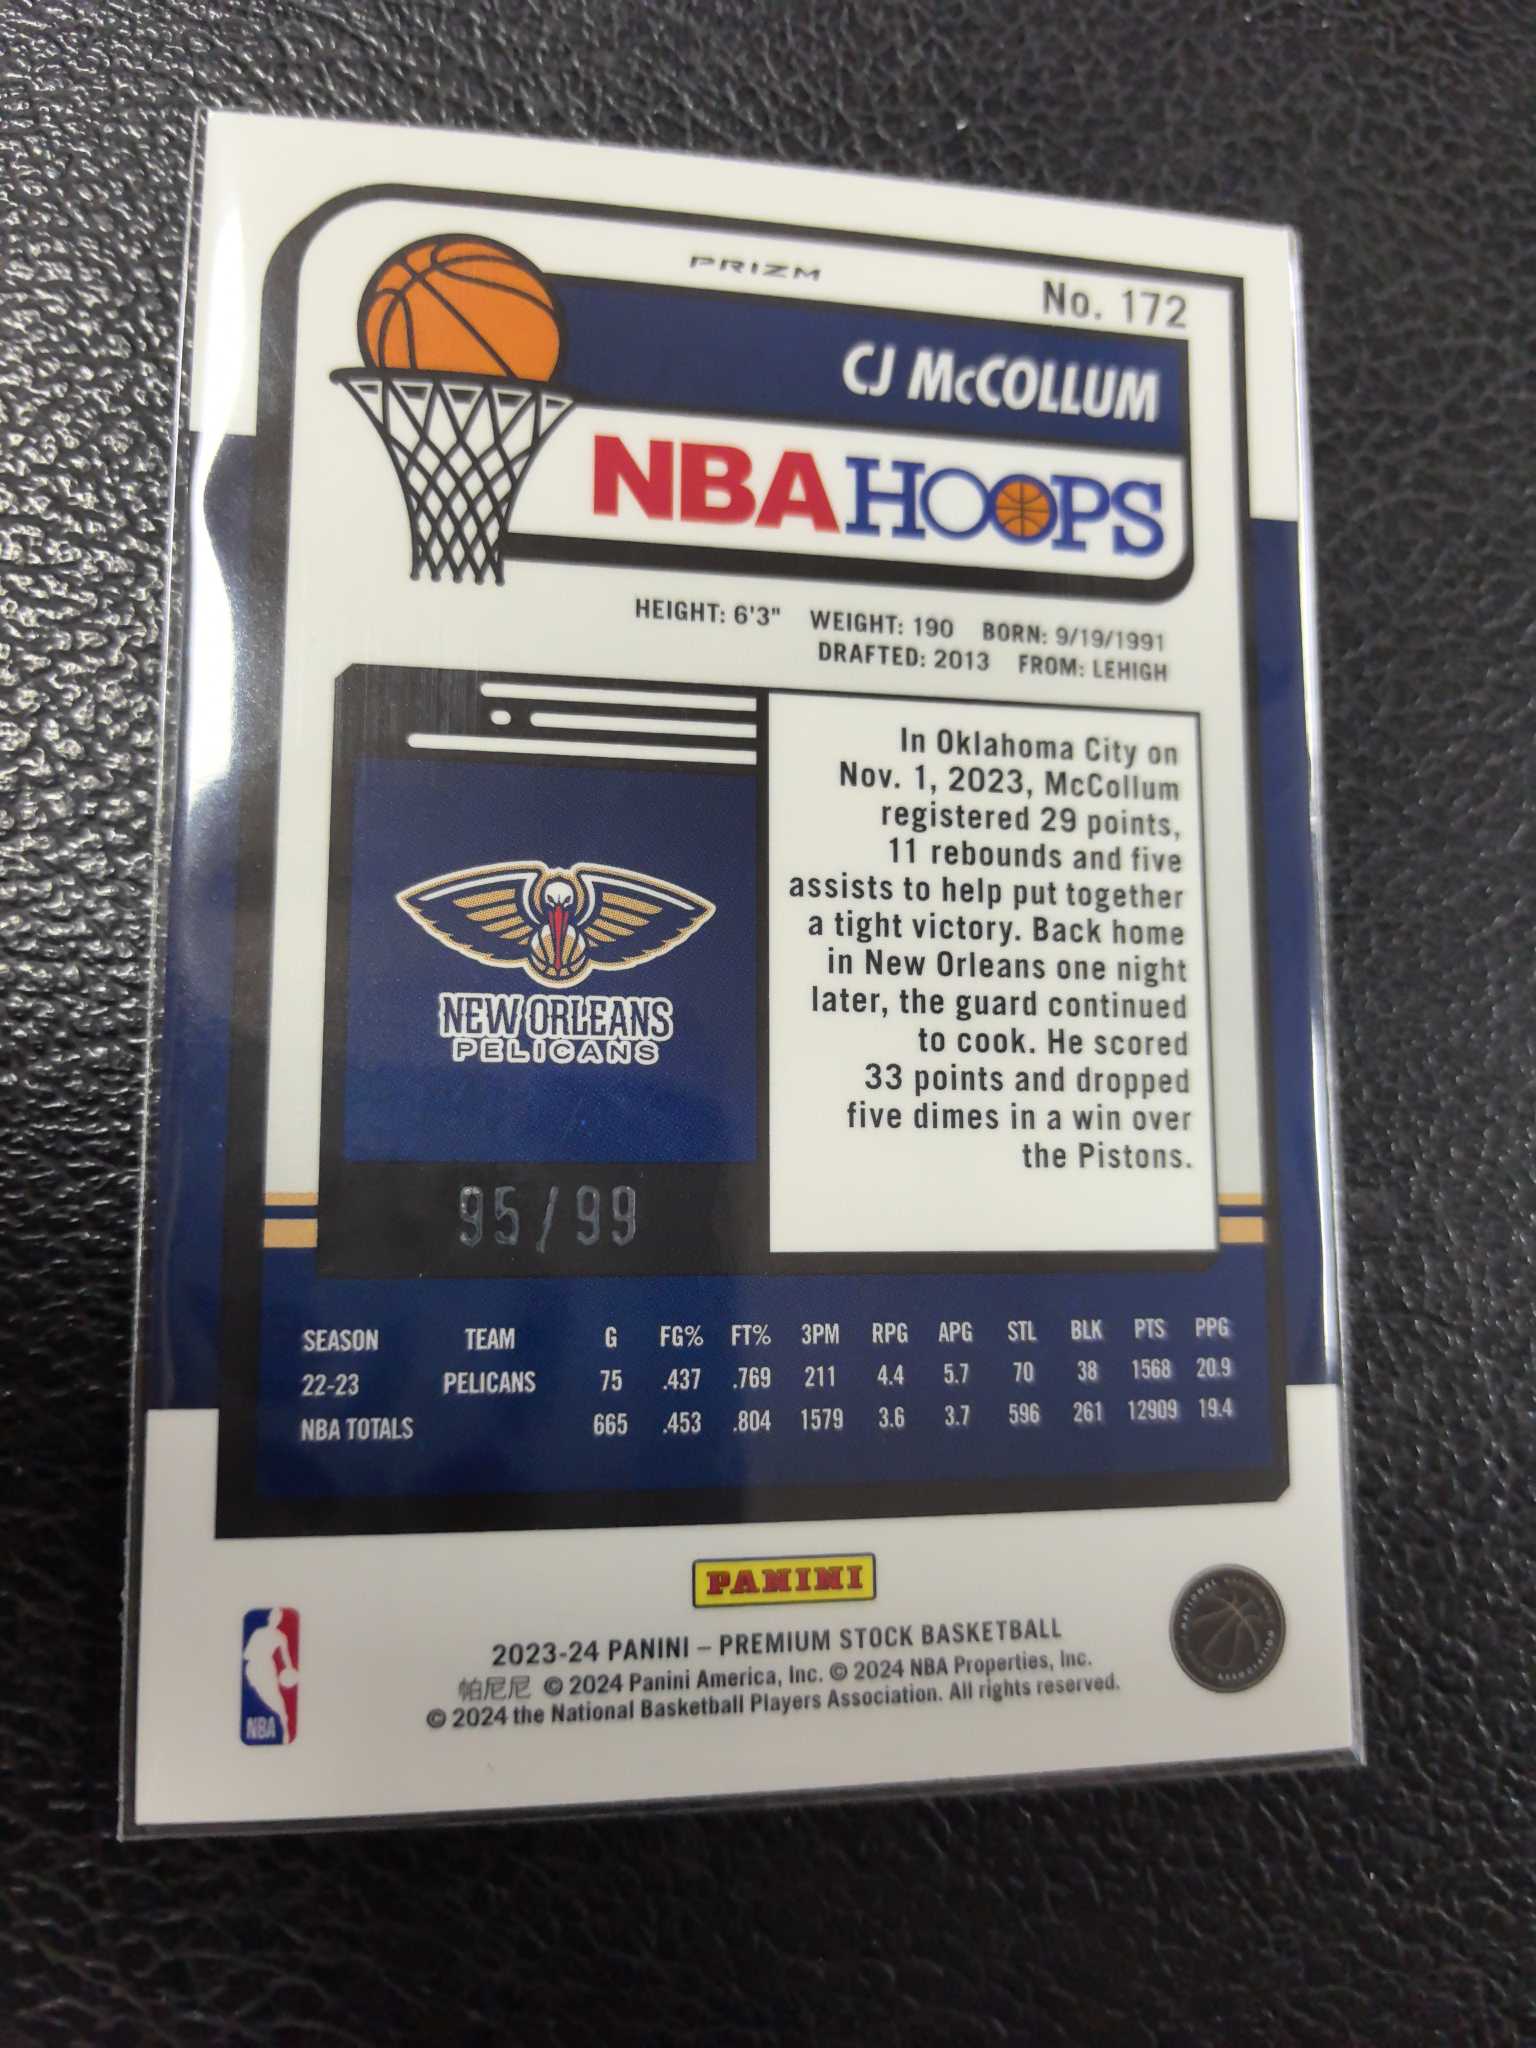 PRIZM
No. 172
CJ McCOLLUM
NBA HOOPS
HEIGHT: 6'3" WEIGHT: 190 BORN: 9/19/1991
DRAFTED: 2013 FROM: LEHIGH
In Oklahoma City on
Nov. 1, 2023, McCollum
registered 29 points,
11 rebounds and five
assists to help put together
a tight victory. Back home
in New Orleans one night
later, the guard continued
to cook. He scored
33 points and dropped
five dimes in a win over
the Pistons.
NEW ORLEANS
PELICANS
95/99
SEASON TEAM G FG% FT% 3PM RPG APG STL BLK PTS PPG
22-23 PELICANS 75 .437 .769 211 4.4 5.7 70 38 1568 20.9
NBA TOTALS 665 .453 .804 1579 3.6 3.7 596 261 12909 19.4
PANINI
2023-24 PANINI – PREMIUM STOCK BASKETBALL
帕尼尼 © 2024 Panini America, Inc. © 2024 NBA Properties, Inc.
© 2024 the National Basketball Players Association. All rights reserved.
NBA
NATIONAL BASKETBALL PLAYERS ASSOCIATION